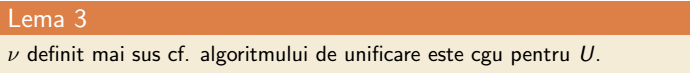 Lema 3
ν definit mai sus cf. algoritmului de unificare este cgu pentru U.